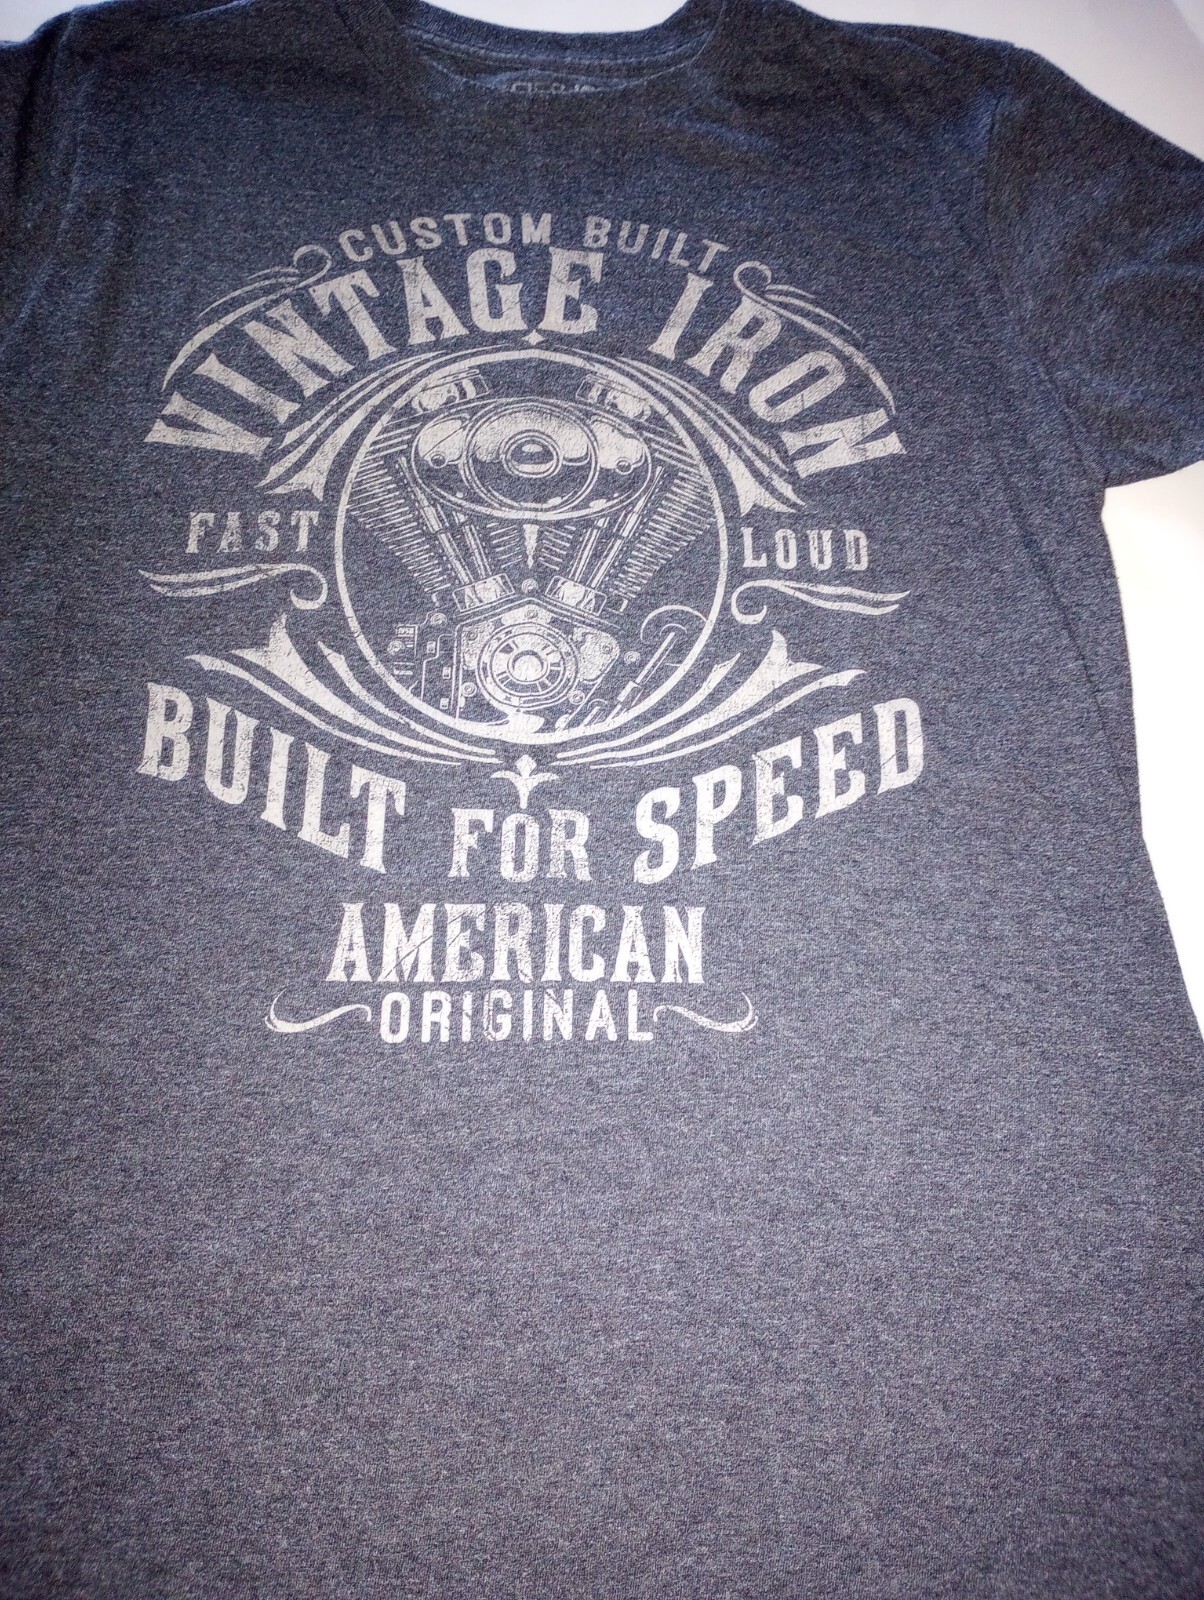 CUSTOM BUILT
VINTAGE IRON
FAST LOUD
BUILT FOR SPEED
AMERICAN
ORIGINAL